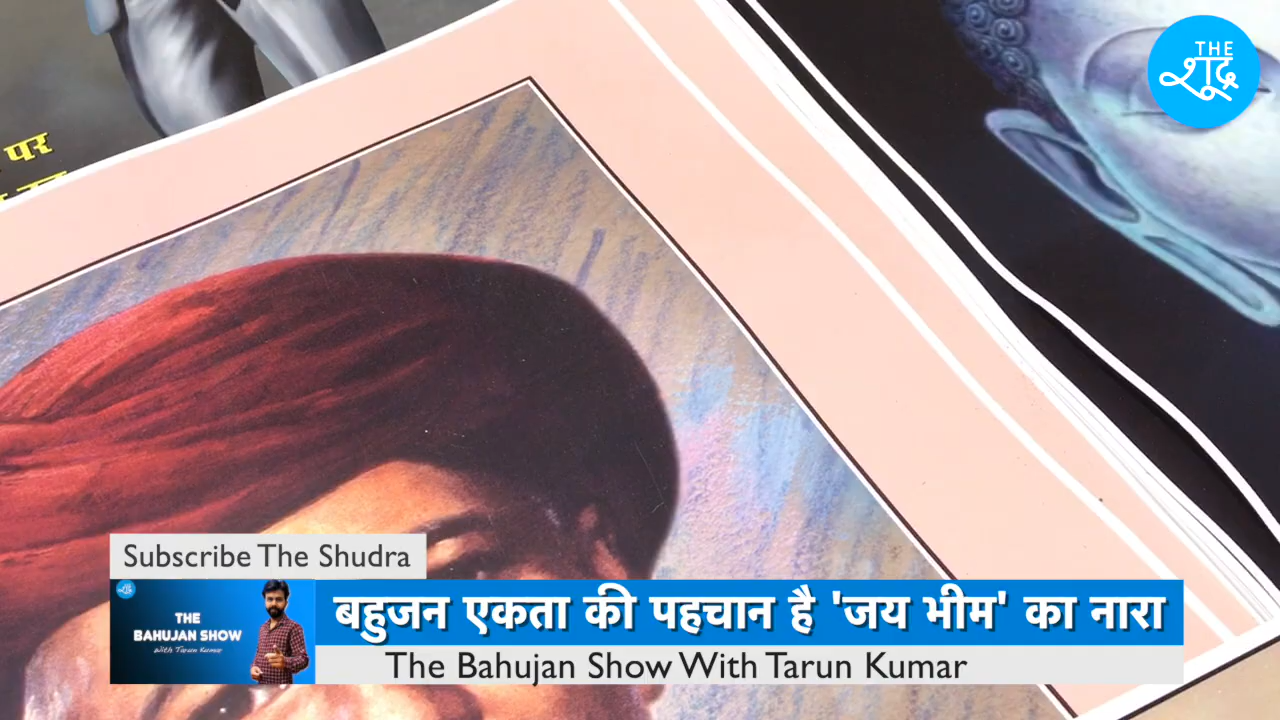 THE
शूद्र
पर
Subscribe The Shudra
THE
BAHUJAN SHOW
with Tarun Kumar
बहुजन एकता की पहचान है 'जय भीम' का नारा
The Bahujan Show With Tarun Kumar